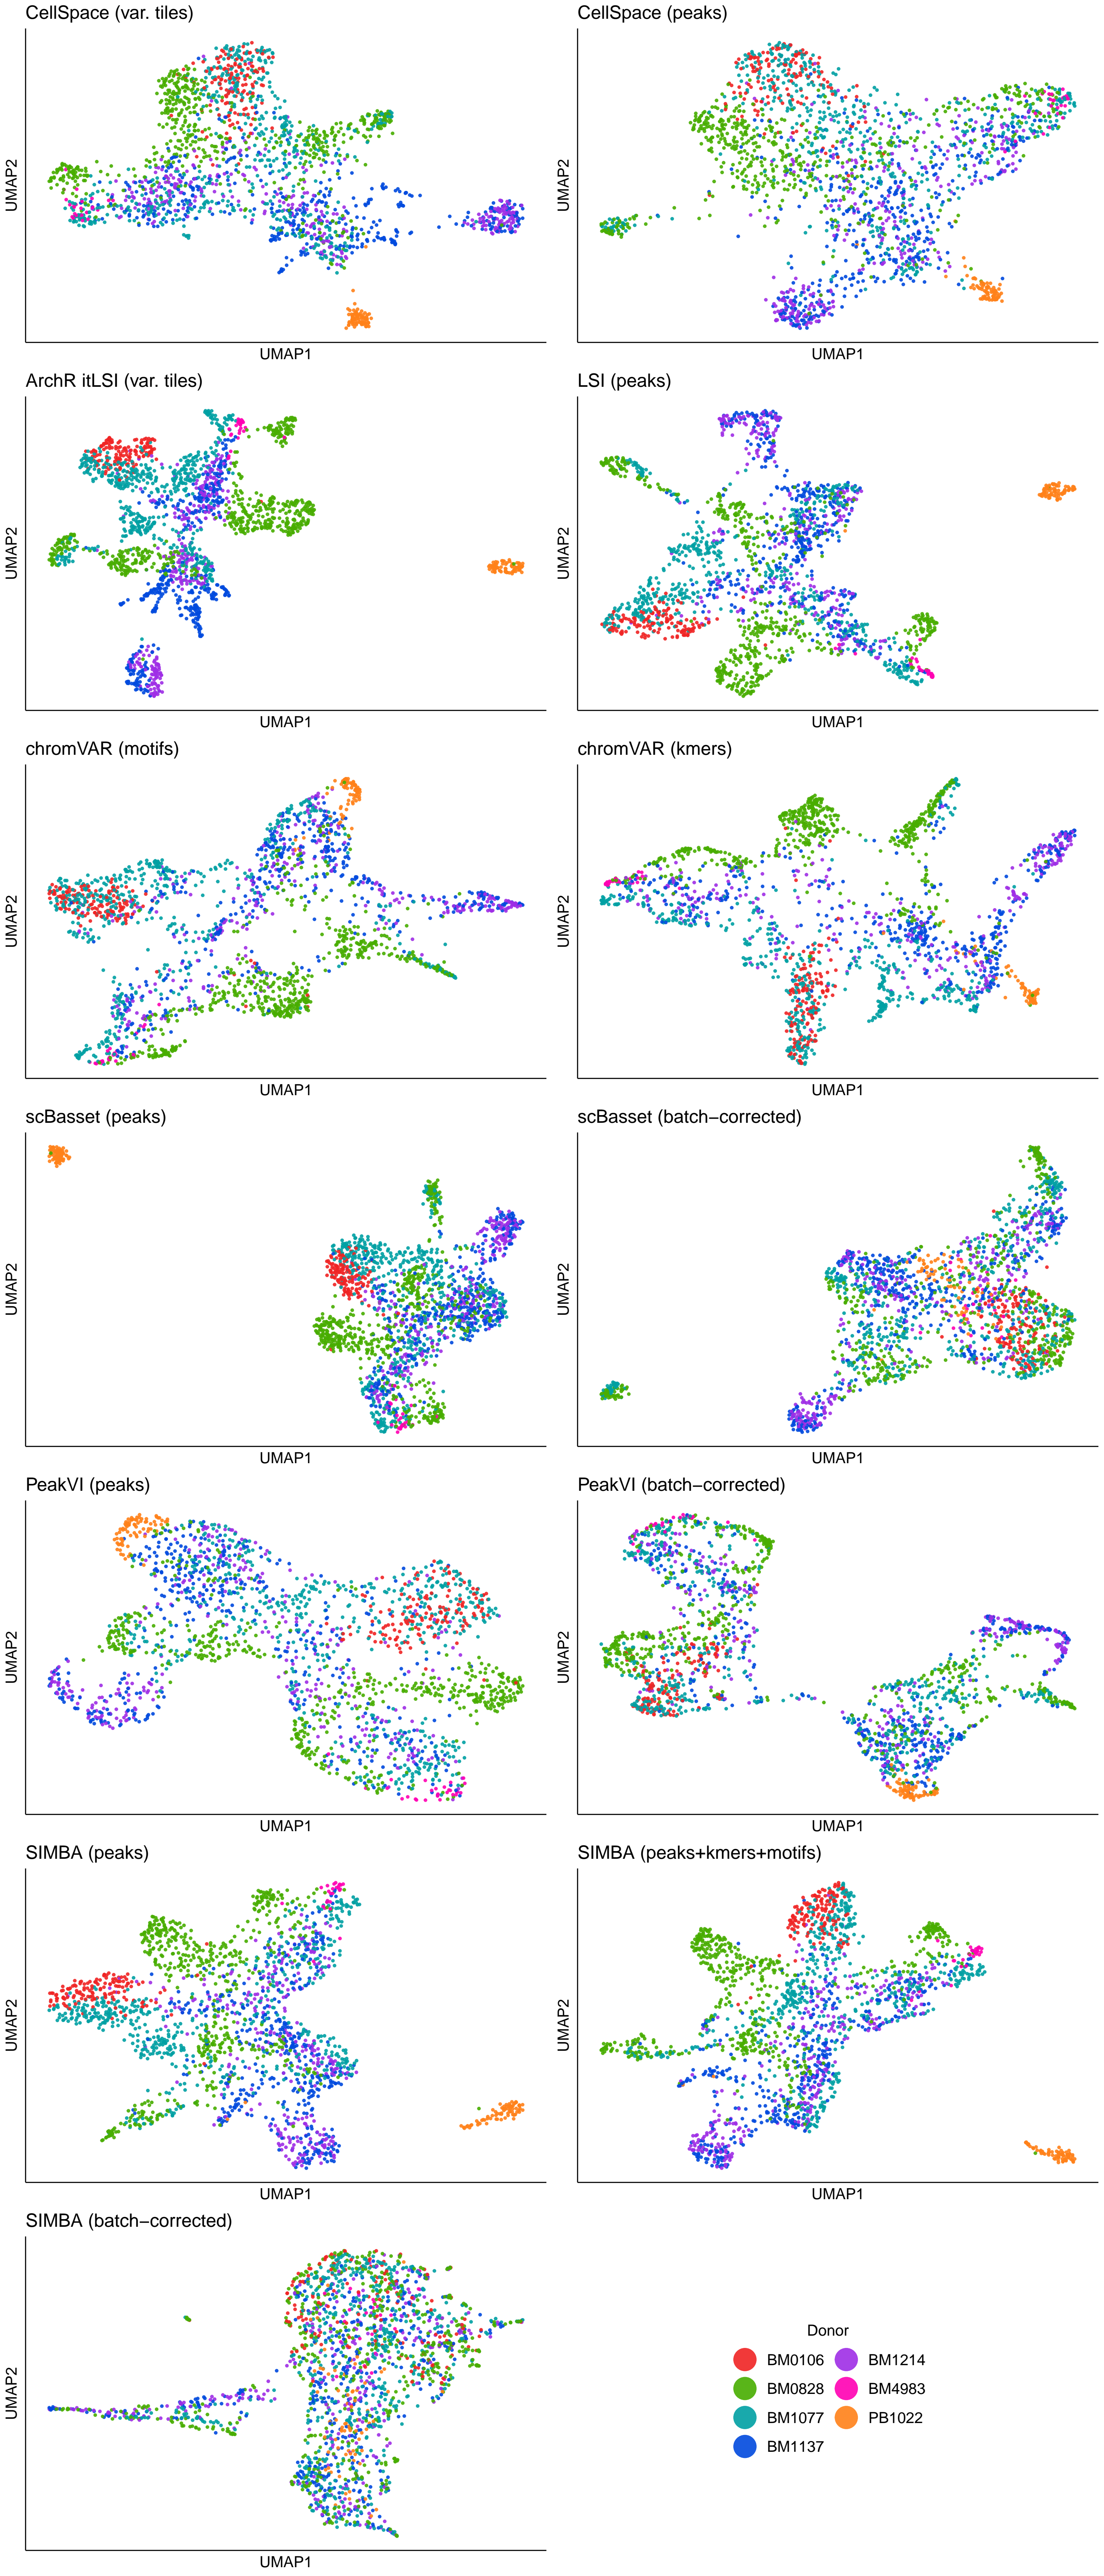 CellSpace (var. tiles)
UMAP2
UMAP1
CellSpace (peaks)
UMAP2
UMAP1
ArchR itLSI (var. tiles)
UMAP2
UMAP1
LSI (peaks)
UMAP2
UMAP1
chromVAR (motifs)
UMAP2
UMAP1
chromVAR (kmers)
UMAP2
UMAP1
scBasset (peaks)
UMAP2
UMAP1
scBasset (batch−corrected)
UMAP2
UMAP1
PeakVI (peaks)
UMAP2
UMAP1
PeakVI (batch−corrected)
UMAP2
UMAP1
SIMBA (peaks)
UMAP2
UMAP1
SIMBA (peaks+kmers+motifs)
UMAP2
UMAP1
SIMBA (batch−corrected)
UMAP2
UMAP1
Donor
BM0106
BM0828
BM1077
BM1137
BM1214
BM4983
PB1022